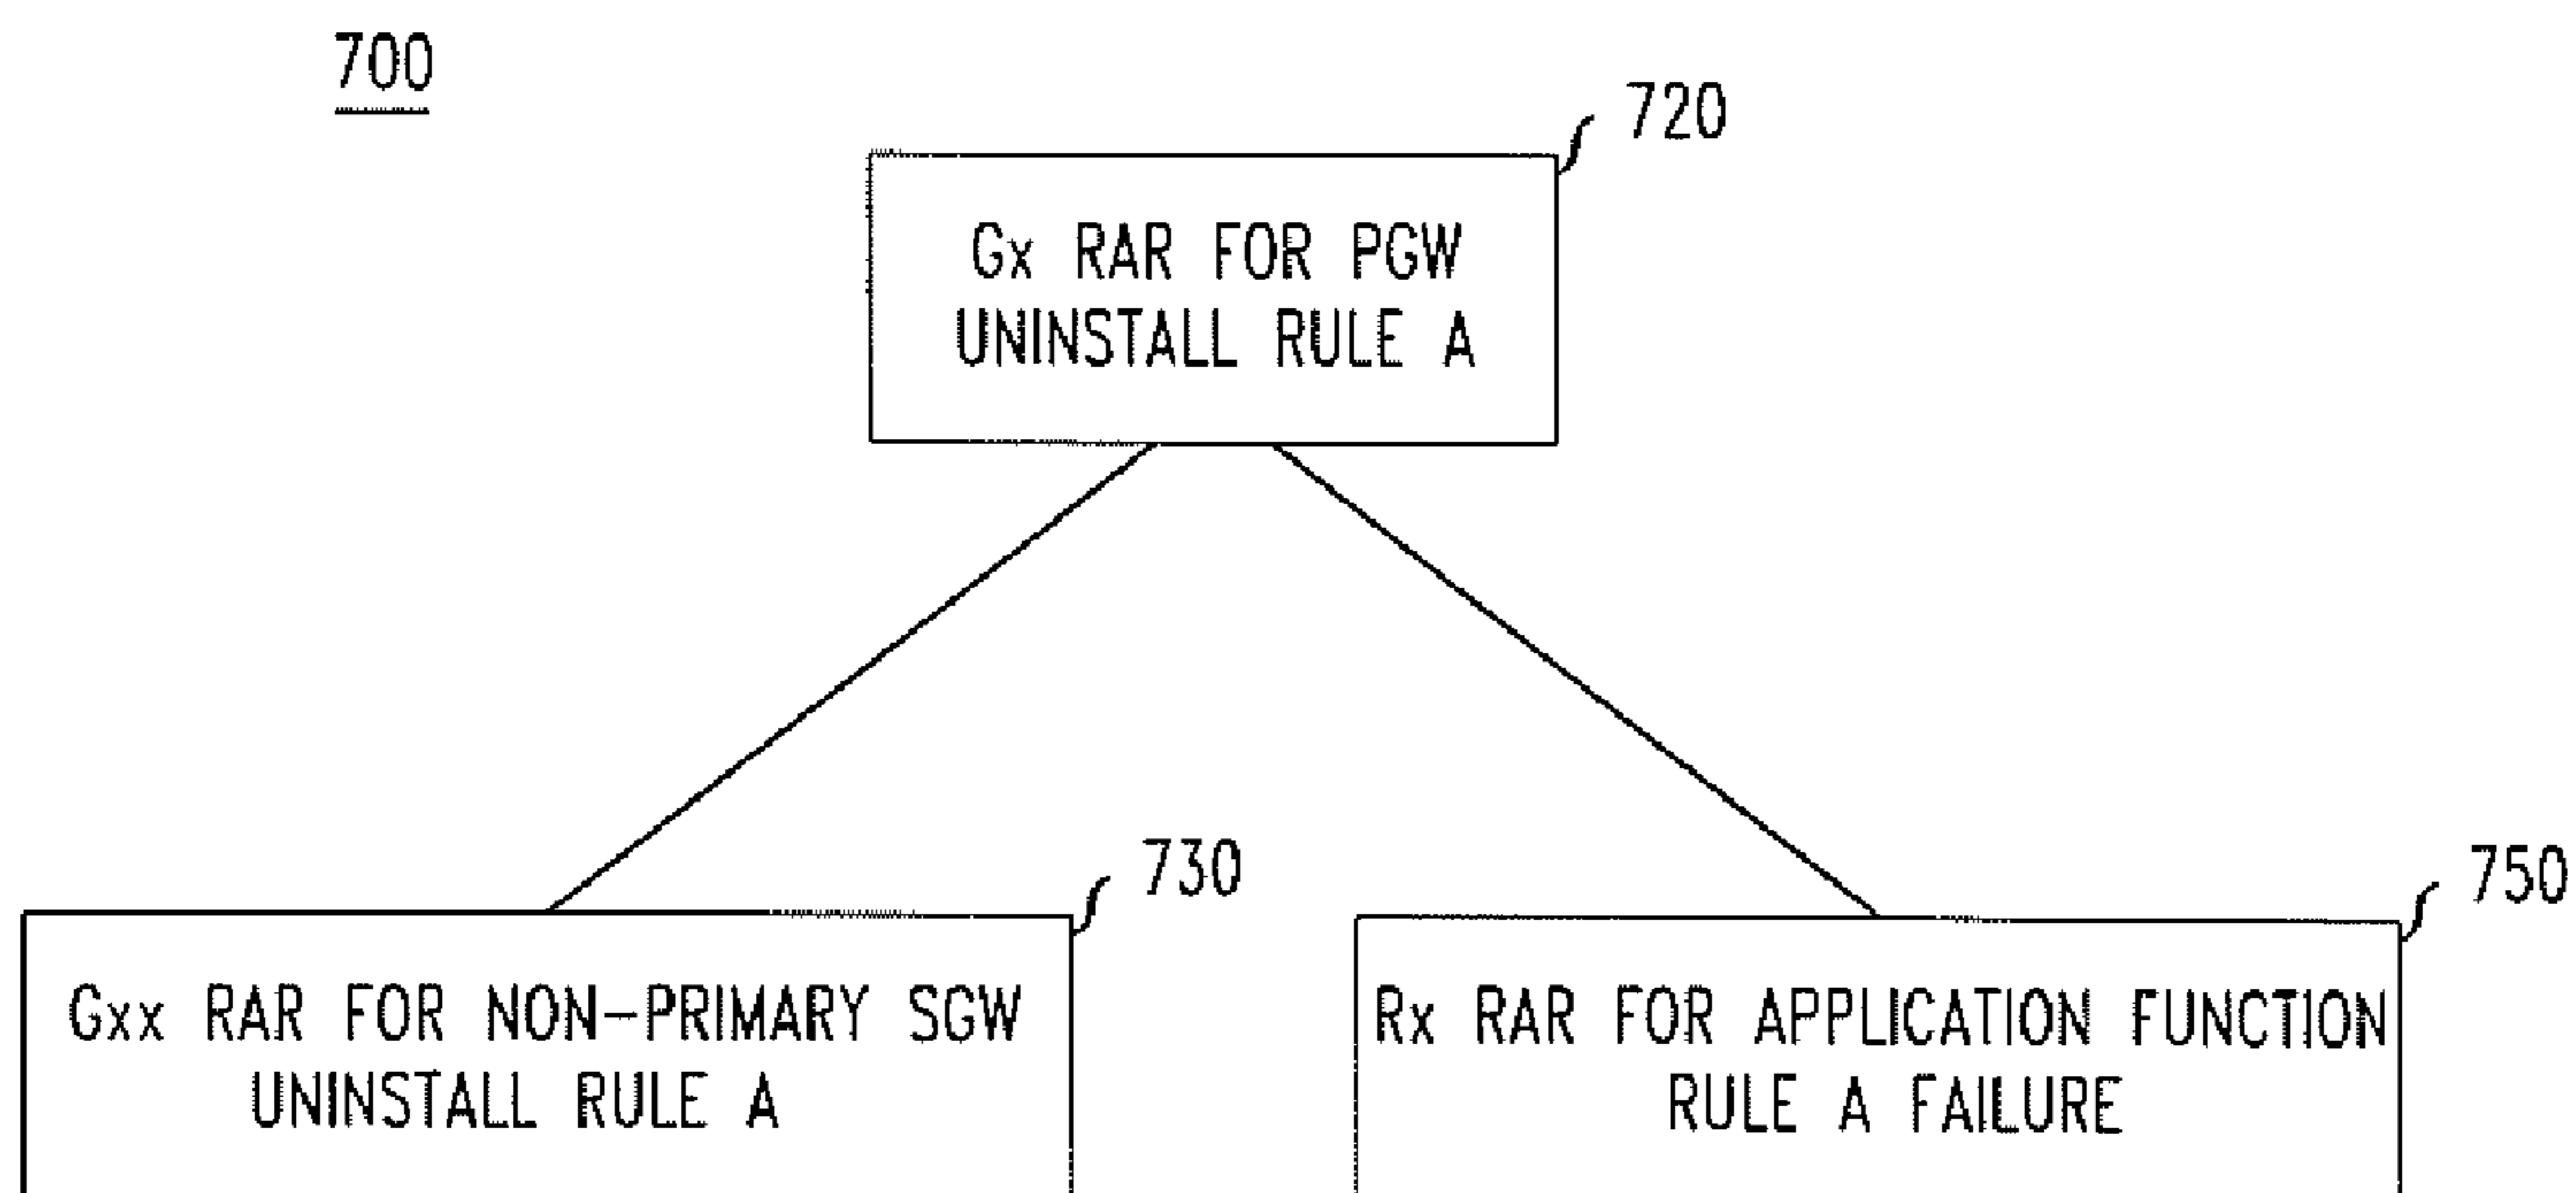 700
720
Gx RAR FOR PGW
UNINSTALL RULE A
730
Gxx RAR FOR NON-PRIMARY SGW
UNINSTALL RULE A
750
Rx RAR FOR APPLICATION FUNCTION
RULE A FAILURE